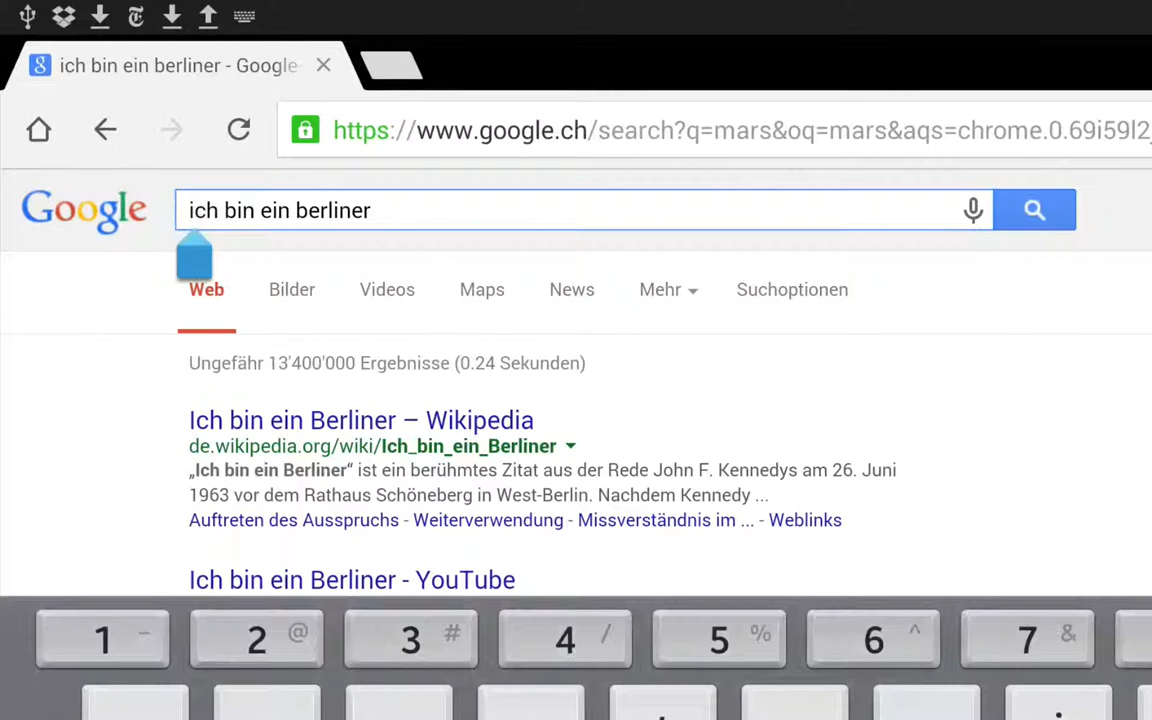 ich bin ein berliner - Google
https://www.google.ch/search?q=mars&oq=mars&aqs=chrome.0.69i59l2
Google
ich bin ein berliner
Web Bilder Videos Maps News Mehr Suchoptionen
Ungefähr 13'400'000 Ergebnisse (0.24 Sekunden)
Ich bin ein Berliner – Wikipedia
de.wikipedia.org/wiki/Ich_bin_ein_Berliner
„Ich bin ein Berliner“ ist ein berühmtes Zitat aus der Rede John F. Kennedys am 26. Juni
1963 vor dem Rathaus Schöneberg in West-Berlin. Nachdem Kennedy ...
Auftreten des Ausspruchs - Weiterverwendung - Missverständnis im ... - Weblinks
Ich bin ein Berliner - YouTube
1 – 2 @ 3 # 4 / 5 % 6 ^ 7 &